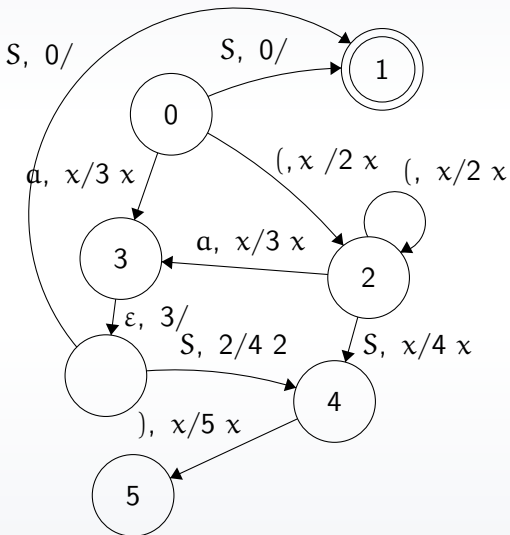 S, 0/
S, 0/
1
0
(,x /2 x
(, x/2 x
a, x/3 x
a, x/3 x
3
2
ε, 3/
S, 2/4 2
S, x/4 x
4
), x/5 x
5